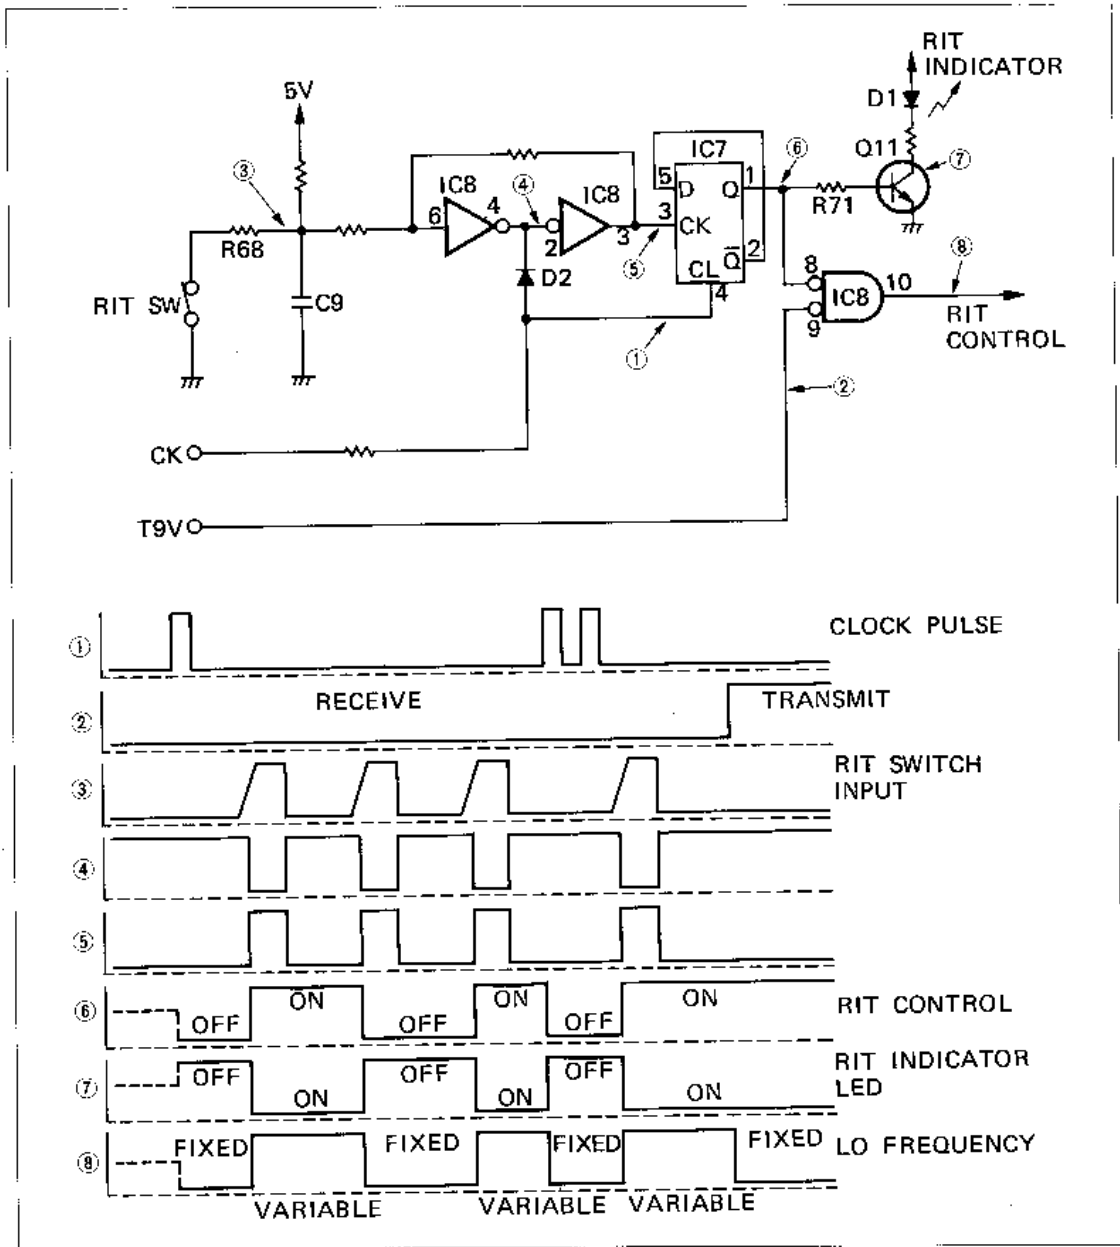 RIT
INDICATOR
5V
D1
③
IC7
⑥
Q11
⑦
IC8
④
IC8
5
D
Q
1
6
4
2
3
3
CK
R71
R68
⑤
Q̅
2
CL
4
D2
8
10
⑧
RIT SW
C9
IC8
9
RIT
CONTROL
①
②
CK
T9V
① CLOCK PULSE
② RECEIVE TRANSMIT
③ RIT SWITCH
INPUT
④
⑤
⑥ OFF ON OFF ON OFF ON RIT CONTROL
⑦ OFF ON OFF ON OFF ON RIT INDICATOR
LED
⑧ FIXED FIXED FIXED FIXED LO FREQUENCY
VARIABLE VARIABLE VARIABLE